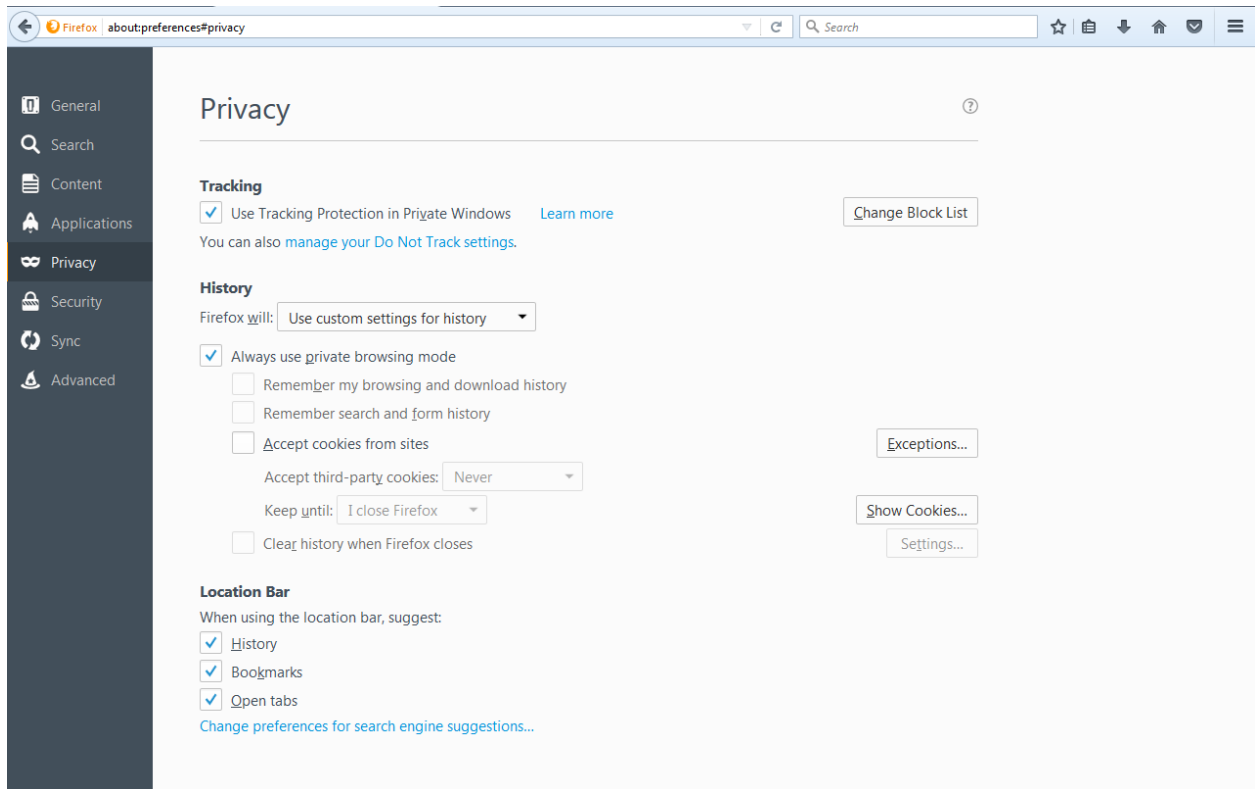 Firefox about:preferences#privacy Search
General
Search
Content
Applications
Privacy
Security
Sync
Advanced
Privacy
Tracking
Use Tracking Protection in Private Windows Learn more Change Block List
You can also manage your Do Not Track settings.
History
Firefox will: Use custom settings for history
Always use private browsing mode
Remember my browsing and download history
Remember search and form history
Accept cookies from sites Exceptions...
Accept third-party cookies: Never
Keep until: I close Firefox Show Cookies...
Clear history when Firefox closes Settings...
Location Bar
When using the location bar, suggest:
History
Bookmarks
Open tabs
Change preferences for search engine suggestions...